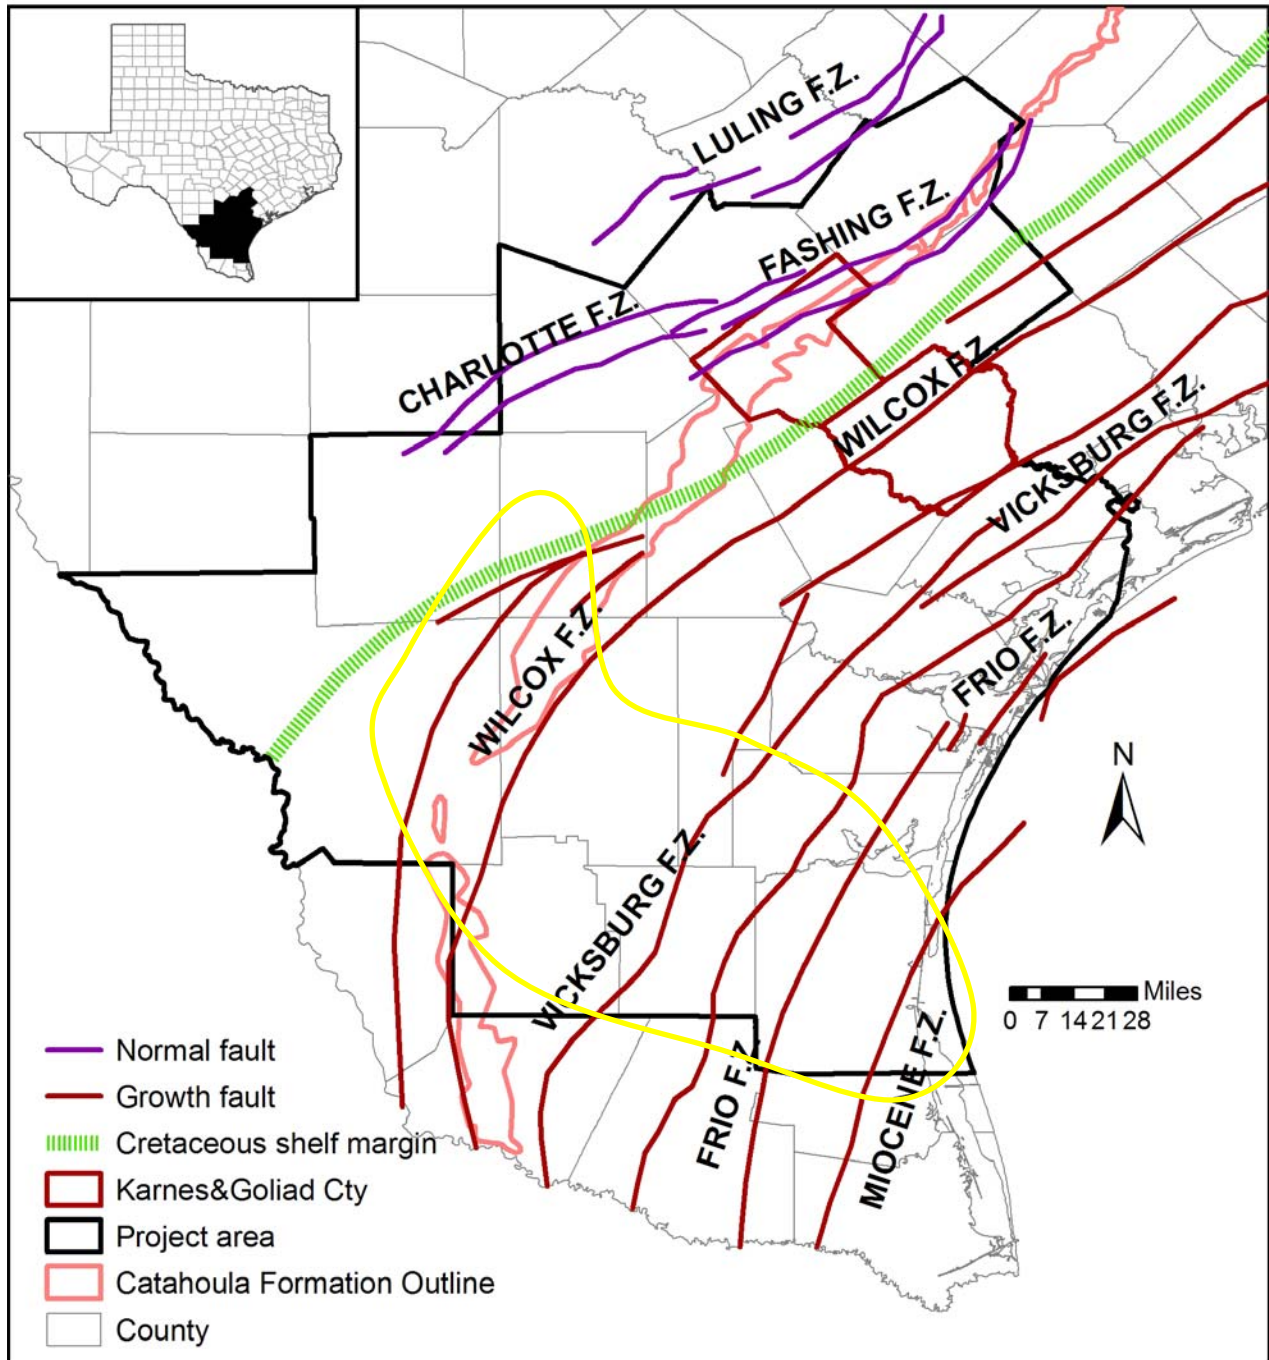 LULING F.Z.
FASHING F.Z.
CHARLOTTE F.Z.
WILCOX F.Z.
VICKSBURG F.Z.
WILCOX F.Z.
FRIO F.Z.
VICKSBURG F.Z.
FRIO F.Z.
MIOCENE F.Z.
N
Miles
0 7 14 21 28
Normal fault
Growth fault
Cretaceous shelf margin
Karnes&Goliad Cty
Project area
Catahoula Formation Outline
County